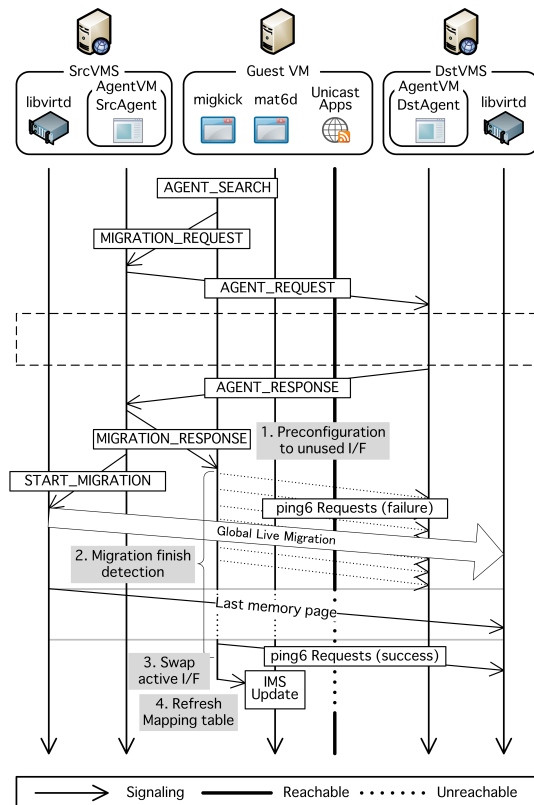 SrcVMS
Guest VM
DstVMS
libvirtd
AgentVM
SrcAgent
migkick
mat6d
Unicast
Apps
AgentVM
DstAgent
libvirtd
AGENT_SEARCH
MIGRATION_REQUEST
AGENT_REQUEST
AGENT_RESPONSE
MIGRATION_RESPONSE
1. Preconfiguration
to unused I/F
START_MIGRATION
ping6 Requests (failure)
Global Live Migration
2. Migration finish
detection
Last memory page
ping6 Requests (success)
3. Swap
active I/F
IMS
Update
4. Refresh
Mapping table
Signaling
Reachable
Unreachable